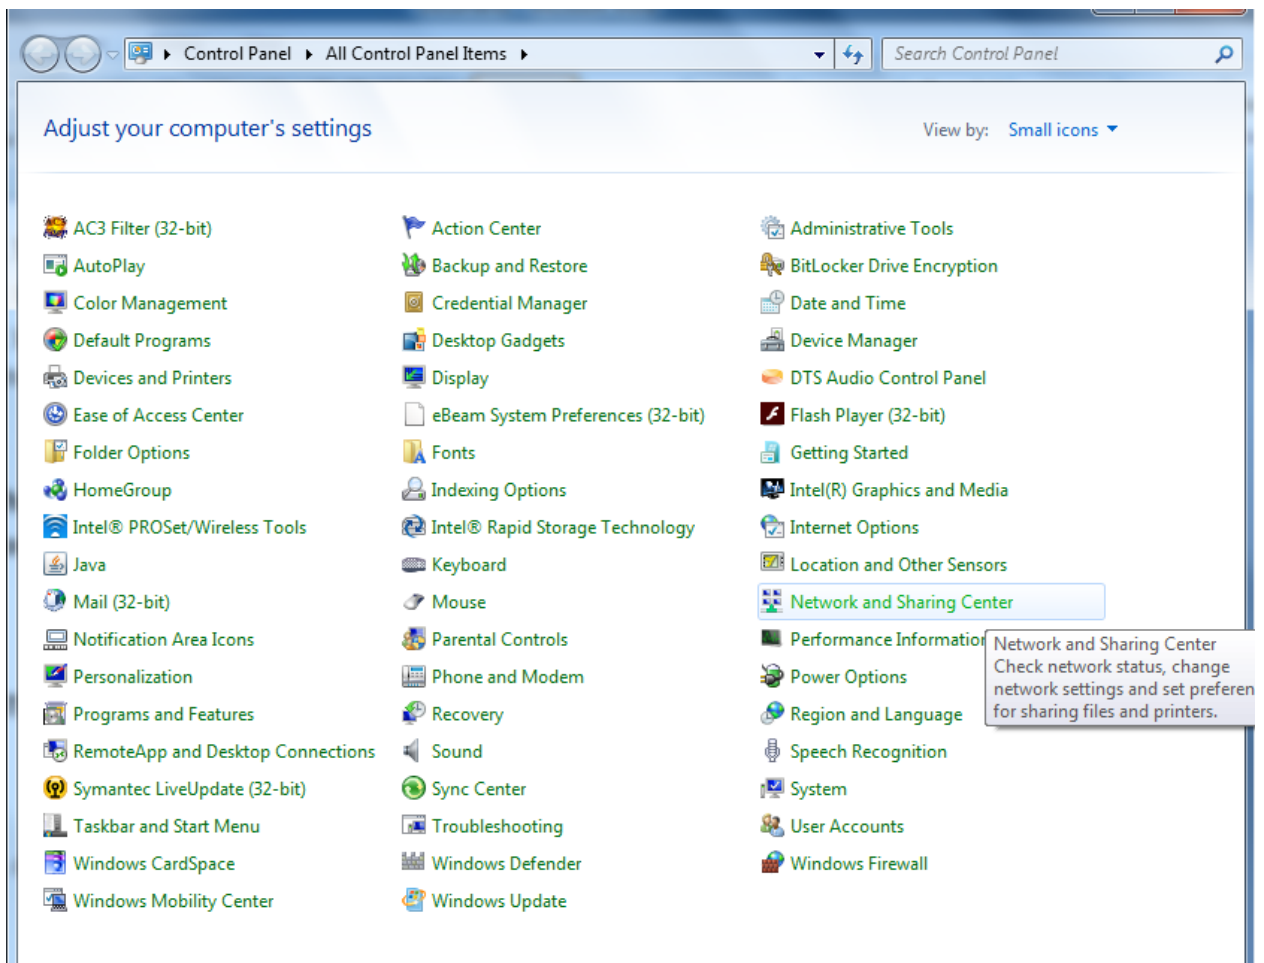 Control Panel ▸ All Control Panel Items ▸
Search Control Panel
Adjust your computer's settings
View by: Small icons
AC3 Filter (32-bit)
Action Center
Administrative Tools
AutoPlay
Backup and Restore
BitLocker Drive Encryption
Color Management
Credential Manager
Date and Time
Default Programs
Desktop Gadgets
Device Manager
Devices and Printers
Display
DTS Audio Control Panel
Ease of Access Center
eBeam System Preferences (32-bit)
Flash Player (32-bit)
Folder Options
Fonts
Getting Started
HomeGroup
Indexing Options
Intel(R) Graphics and Media
Intel® PROSet/Wireless Tools
Intel® Rapid Storage Technology
Internet Options
Java
Keyboard
Location and Other Sensors
Mail (32-bit)
Mouse
Network and Sharing Center
Notification Area Icons
Parental Controls
Performance Information
Network and Sharing Center
Check network status, change
network settings and set preferen
for sharing files and printers.
Personalization
Phone and Modem
Power Options
Programs and Features
Recovery
Region and Language
RemoteApp and Desktop Connections
Sound
Speech Recognition
Symantec LiveUpdate (32-bit)
Sync Center
System
Taskbar and Start Menu
Troubleshooting
User Accounts
Windows CardSpace
Windows Defender
Windows Firewall
Windows Mobility Center
Windows Update